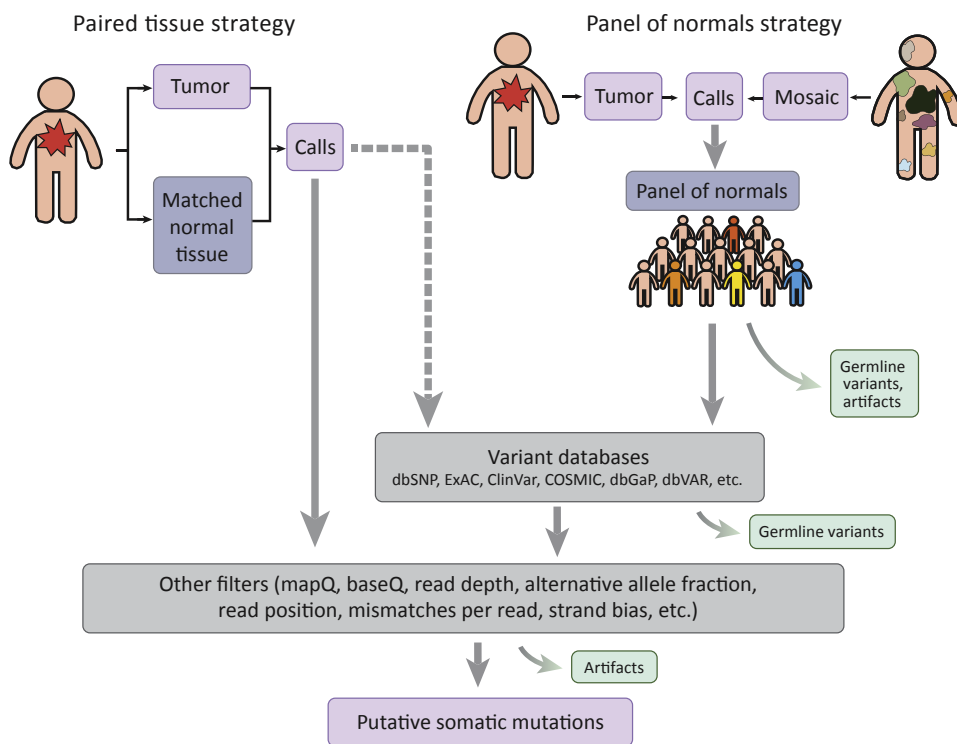 Paired tissue strategy
Tumor
Matched
normal
tissue
Calls
Panel of normals strategy
Tumor
Calls
Mosaic
Panel of normals
Germline
variants,
artifacts
Variant databases
dbSNP, ExAC, ClinVar, COSMIC, dbGaP, dbVAR, etc.
Germline variants
Other filters (mapQ, baseQ, read depth, alternative allele fraction,
read position, mismatches per read, strand bias, etc.)
Artifacts
Putative somatic mutations